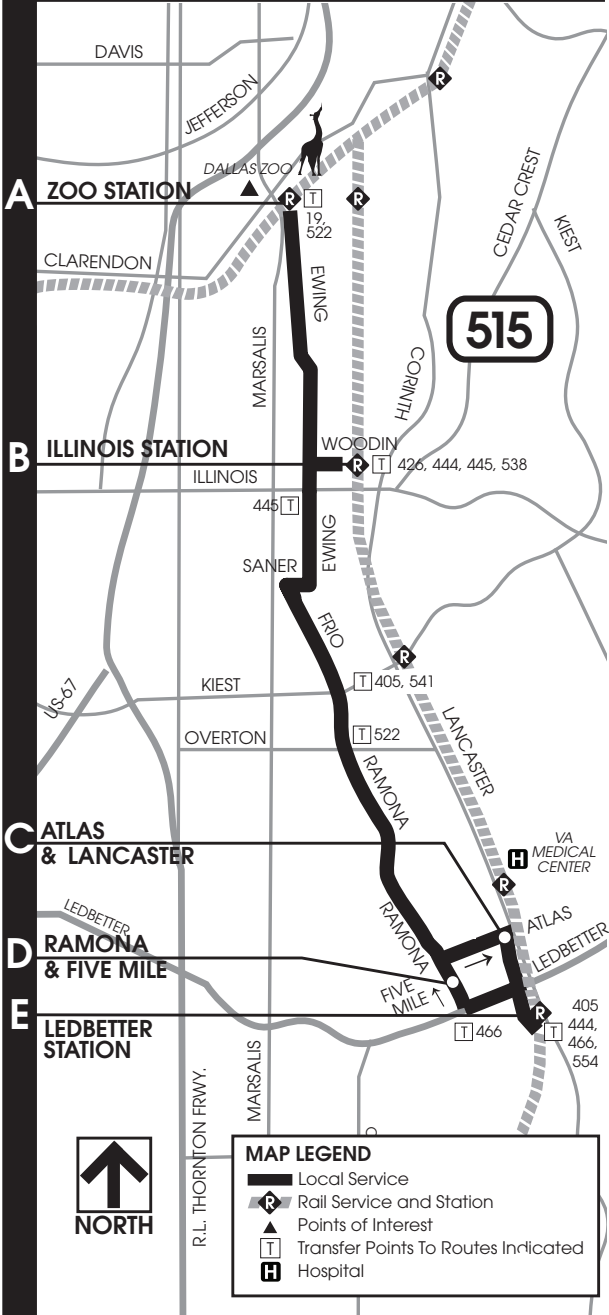 DAVIS
JEFFERSON
DALLAS ZOO
A ZOO STATION
R
R
T
R
19,
522
CEDAR CREST
KIEST
CLARENDON
EWING
515
MARSALIS
CORINTH
WOODIN
B ILLINOIS STATION
R
T 426, 444, 445, 538
ILLINOIS
445 T
EWING
SANER
FRIO
R
KIEST
T 405, 541
US-67
OVERTON
T 522
LANCASTER
RAMONA
C ATLAS
& LANCASTER
H
VA
MEDICAL
CENTER
R
LEDBETTER
RAMONA
ATLAS
D RAMONA
& FIVE MILE
LEDBETTER
FIVE
MILE
E LEDBETTER
STATION
T 466
R
T
405
444,
466,
554
MARSALIS
R.L. THORNTON FRWY.
NORTH
MAP LEGEND
Local Service
R Rail Service and Station
Points of Interest
T Transfer Points To Routes Indicated
H Hospital